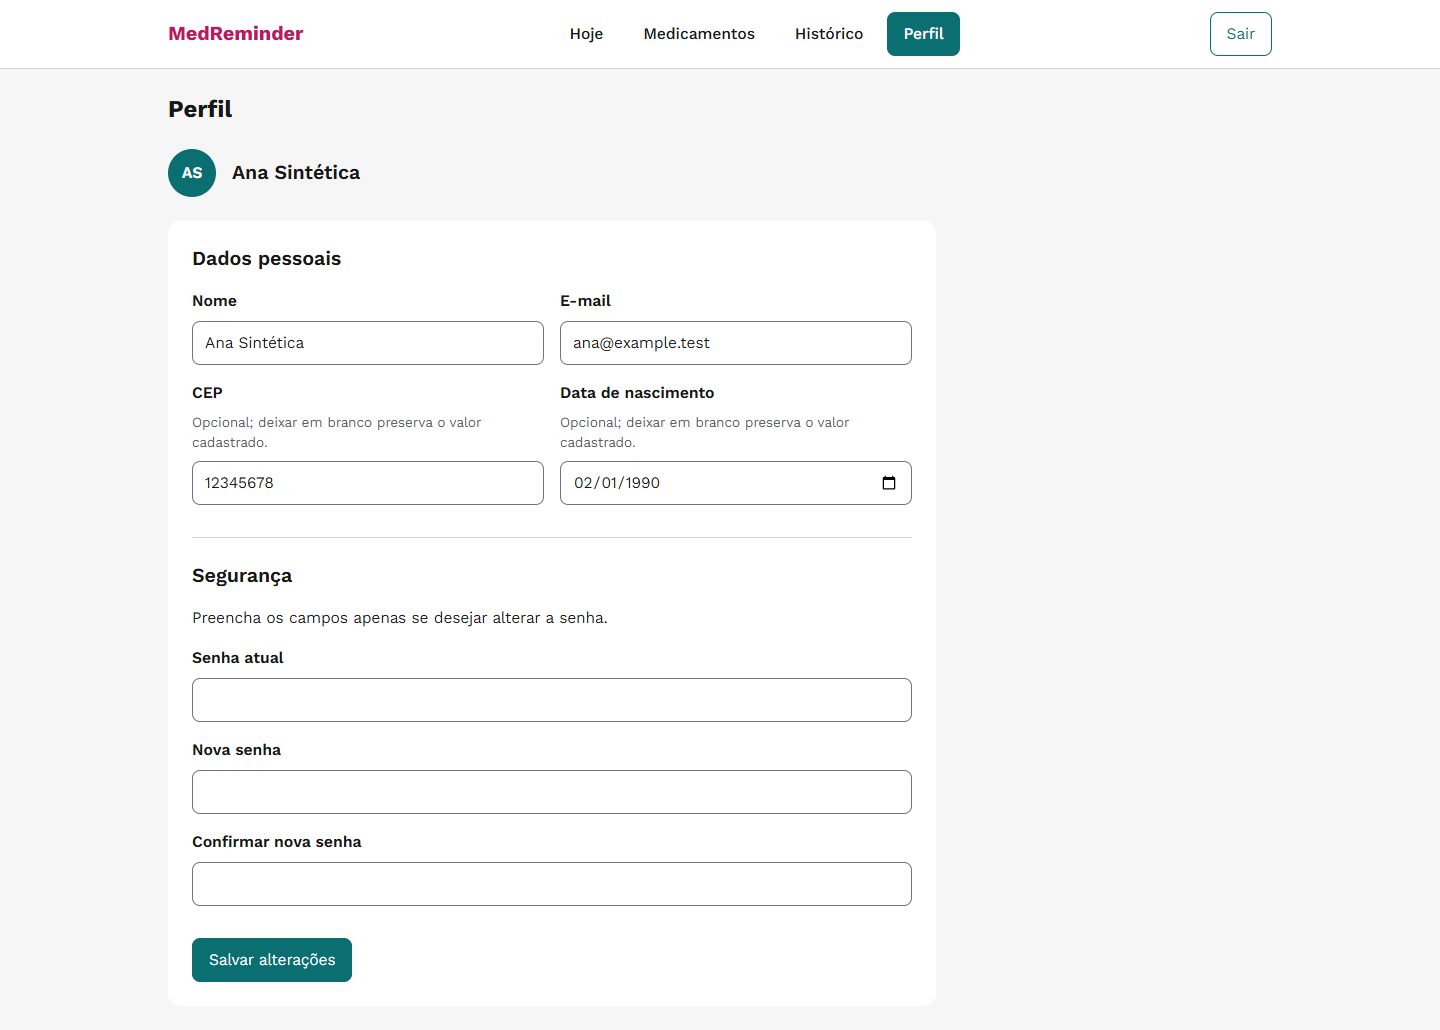 MedReminder
Hoje
Medicamentos
Histórico
Perfil
Sair
Perfil
AS
Ana Sintética
Dados pessoais
Nome
Ana Sintética
E-mail
ana@example.test
CEP
Opcional; deixar em branco preserva o valor
cadastrado.
12345678
Data de nascimento
Opcional; deixar em branco preserva o valor
cadastrado.
02/01/1990
Segurança
Preencha os campos apenas se desejar alterar a senha.
Senha atual
Nova senha
Confirmar nova senha
Salvar alterações